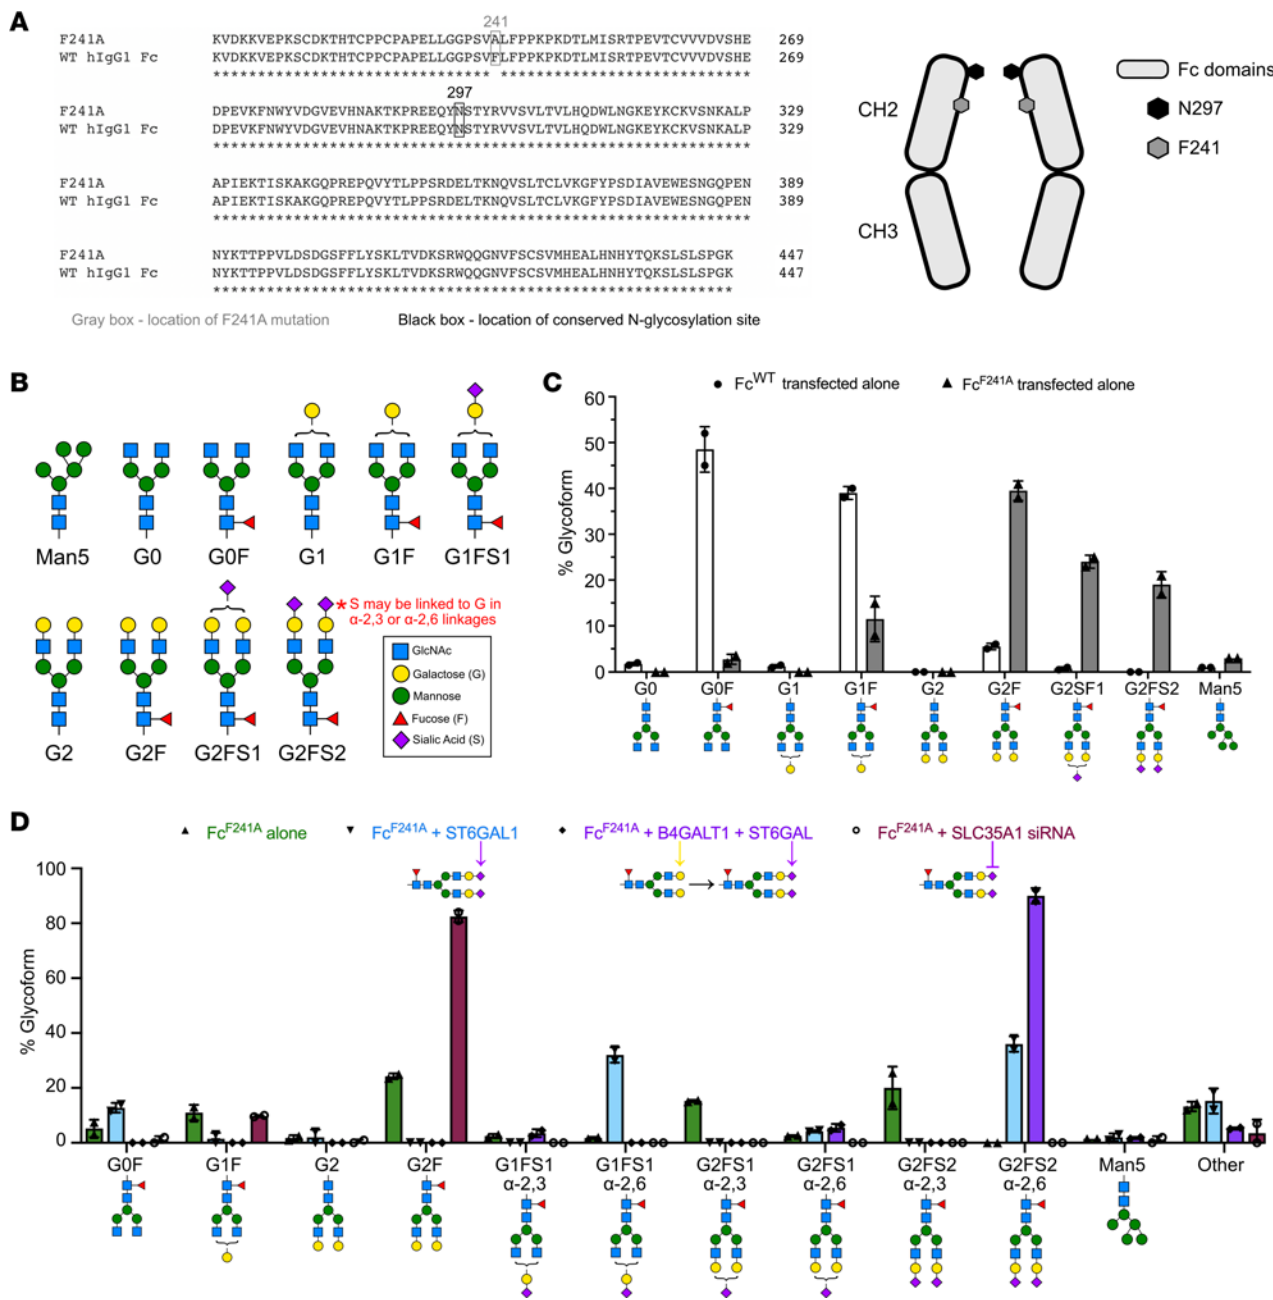 A
241
F241A KVDKKVEPKSCDKTHTCPPCPAPELLGGPSVALFPPKPKDTLMISRTPEVTCVVVDVSHE 269
WT hIgG1 Fc KVDKKVEPKSCDKTHTCPPCPAPELLGGPSVFLFPPKPKDTLMISRTPEVTCVVVDVSHE 269
******************************* ****************************
297
F241A DPEVKFNWYVDGVEVHNAKTKPREEQYNSTYRVVSVLTVLHQDWLNGKEYKCKVSNKALP 329
WT hIgG1 Fc DPEVKFNWYVDGVEVHNAKTKPREEQYNSTYRVVSVLTVLHQDWLNGKEYKCKVSNKALP 329
************************************************************
F241A APIEKTISKAKGQPREPQVYTLPPSRDELTKNQVSLTCLVKGFYPSDIAVEWESNGQPEN 389
WT hIgG1 Fc APIEKTISKAKGQPREPQVYTLPPSRDELTKNQVSLTCLVKGFYPSDIAVEWESNGQPEN 389
************************************************************
F241A NYKTTPPVLDSDGSFFLYSKLTVDKSRWQQGNVFSCSVMHEALHNHYTQKSLSLSPGK 447
WT hIgG1 Fc NYKTTPPVLDSDGSFFLYSKLTVDKSRWQQGNVFSCSVMHEALHNHYTQKSLSLSPGK 447
**********************************************************
Gray box - location of F241A mutation
Black box - location of conserved N-glycosylation site
CH2
CH3
Fc domains
N297
F241
B
Man5 G0 G0F G1 G1F G1FS1
* S may be linked to G in
α-2,3 or α-2,6 linkages
GlcNAc
Galactose (G)
Mannose
Fucose (F)
Sialic Acid (S)
G2 G2F G2FS1 G2FS2
C
Fc^WT transfected alone
Fc^F241A transfected alone
% Glycoform
60
50
40
30
20
10
0
G0 G0F G1 G1F G2 G2F G2SF1 G2FS2 Man5
D
Fc^F241A alone
Fc^F241A + ST6GAL1
Fc^F241A + B4GALT1 + ST6GAL
Fc^F241A + SLC35A1 siRNA
% Glycoform
100
80
60
40
20
0
G0F G1F G2 G2F G1FS1 G1FS1 G2FS1 G2FS1 G2FS2 G2FS2 Man5 Other
α-2,3 α-2,6 α-2,3 α-2,6 α-2,3 α-2,6